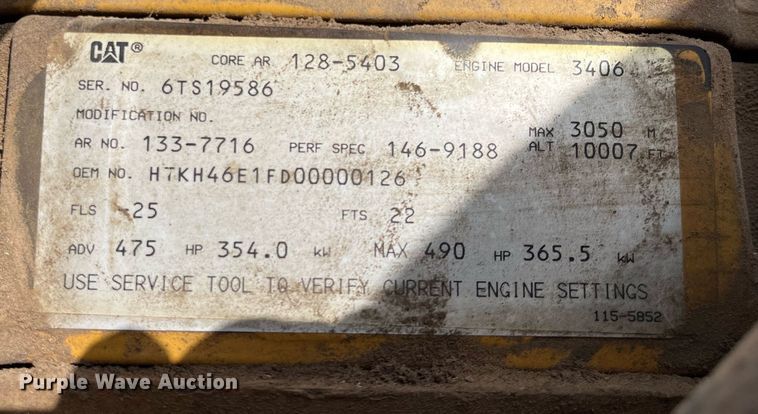 CAT® CORE AR 128-5403 ENGINE MODEL 3406
SER. NO. 6TS19586
MODIFICATION NO.
AR NO. 133-7716 PERF SPEC 146-9188 MAX 3050 M
ALT 10007 FT
OEM NO. HTKH46E1FD00000126
FLS -25 FTS 22
ADV 475 HP 354.0 kW MAX 490 HP 365.5 kW
USE SERVICE TOOL TO VERIFY CURRENT ENGINE SETTINGS
115-5852
Purple Wave Auction